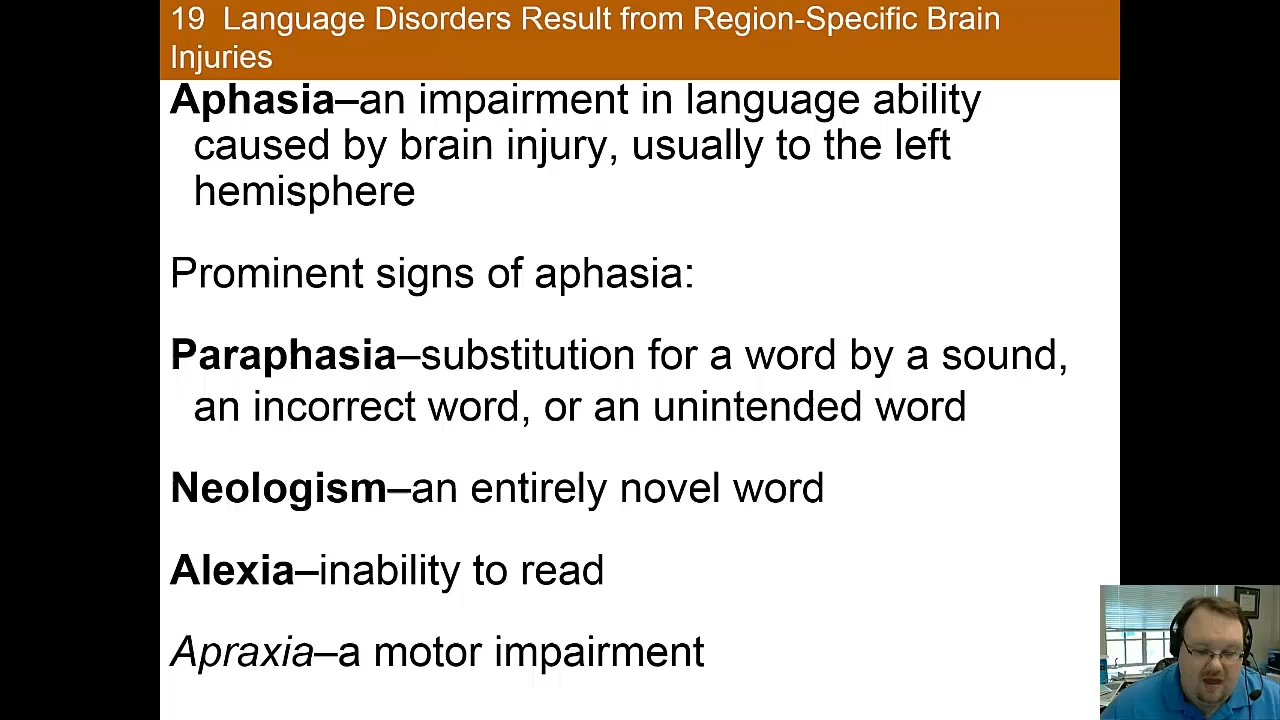 19 Language Disorders Result from Region-Specific Brain
Injuries
Aphasia–an impairment in language ability
caused by brain injury, usually to the left
hemisphere
Prominent signs of aphasia:
Paraphasia–substitution for a word by a sound,
an incorrect word, or an unintended word
Neologism–an entirely novel word
Alexia–inability to read
Apraxia–a motor impairment